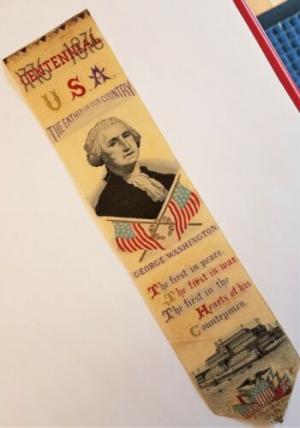 1776 1876
CENTENNIAL
U.S.A.
THE FATHER OF OUR COUNTRY
GEORGE WASHINGTON.
The first in peace.
The first in war.
The first in the
Hearts of his
Countrymen.